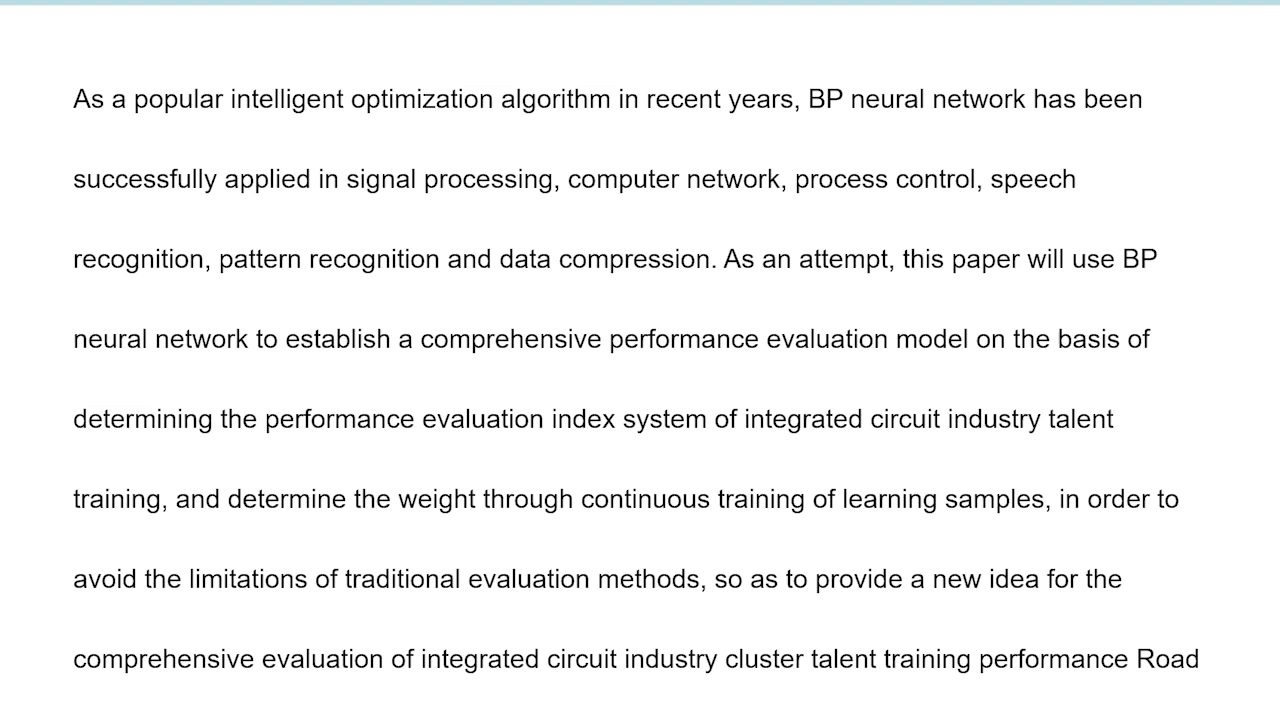 As a popular intelligent optimization algorithm in recent years, BP neural network has been
successfully applied in signal processing, computer network, process control, speech
recognition, pattern recognition and data compression. As an attempt, this paper will use BP
neural network to establish a comprehensive performance evaluation model on the basis of
determining the performance evaluation index system of integrated circuit industry talent
training, and determine the weight through continuous training of learning samples, in order to
avoid the limitations of traditional evaluation methods, so as to provide a new idea for the
comprehensive evaluation of integrated circuit industry cluster talent training performance Road